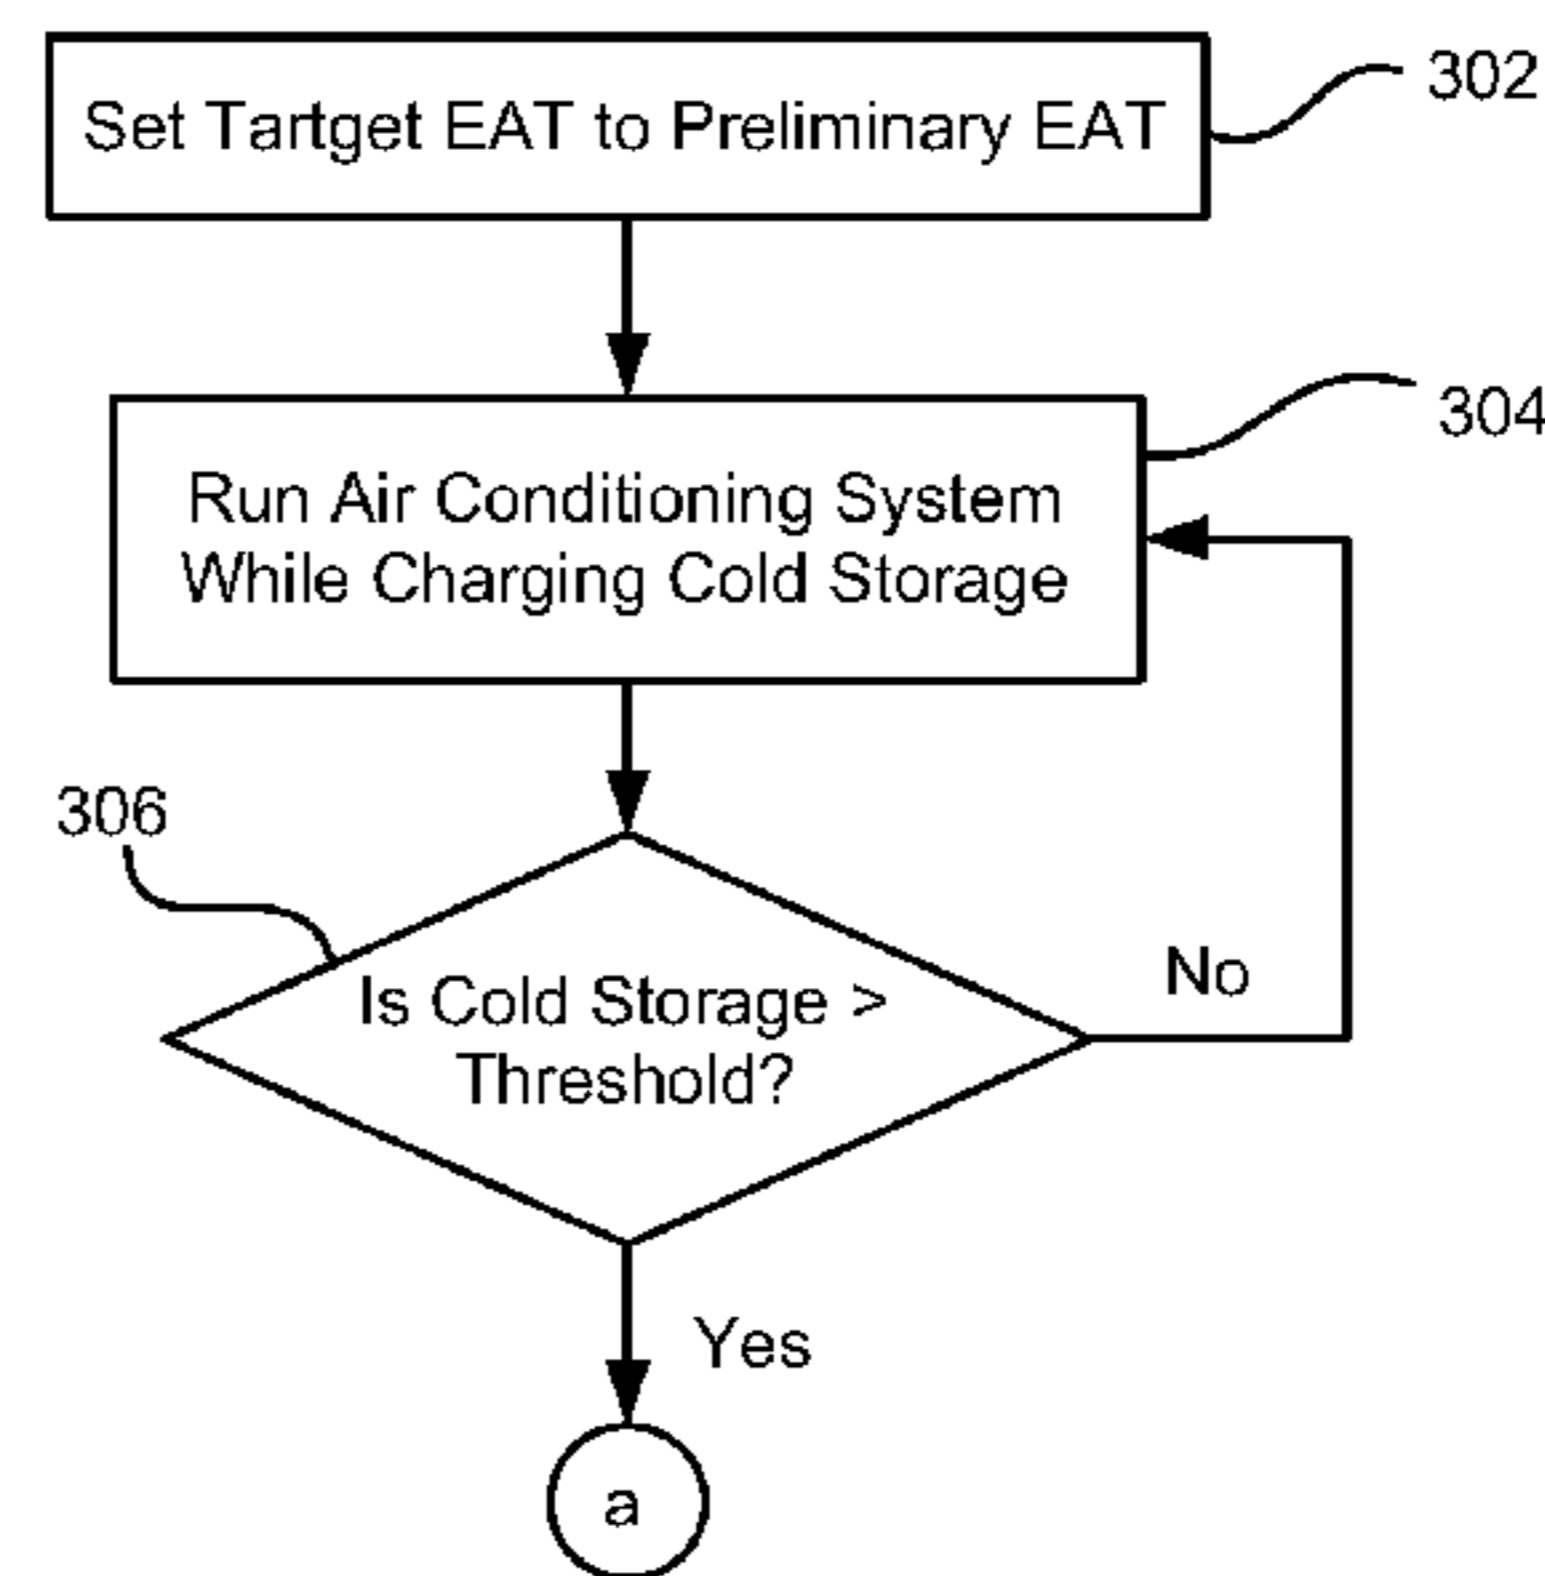 Set Tartget EAT to Preliminary EAT
302
Run Air Conditioning System
While Charging Cold Storage
304
306
Is Cold Storage >
Threshold?
No
Yes
a